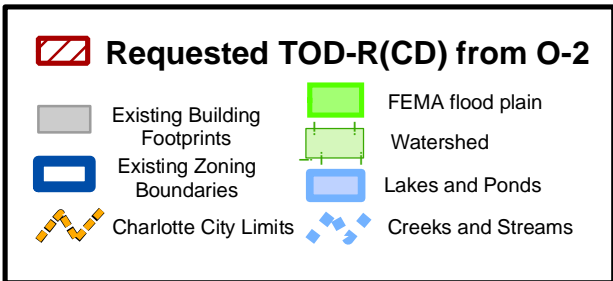 Requested TOD-R(CD) from O-2
Existing Building
Footprints
Existing Zoning
Boundaries
Charlotte City Limits
FEMA flood plain
Watershed
Lakes and Ponds
Creeks and Streams